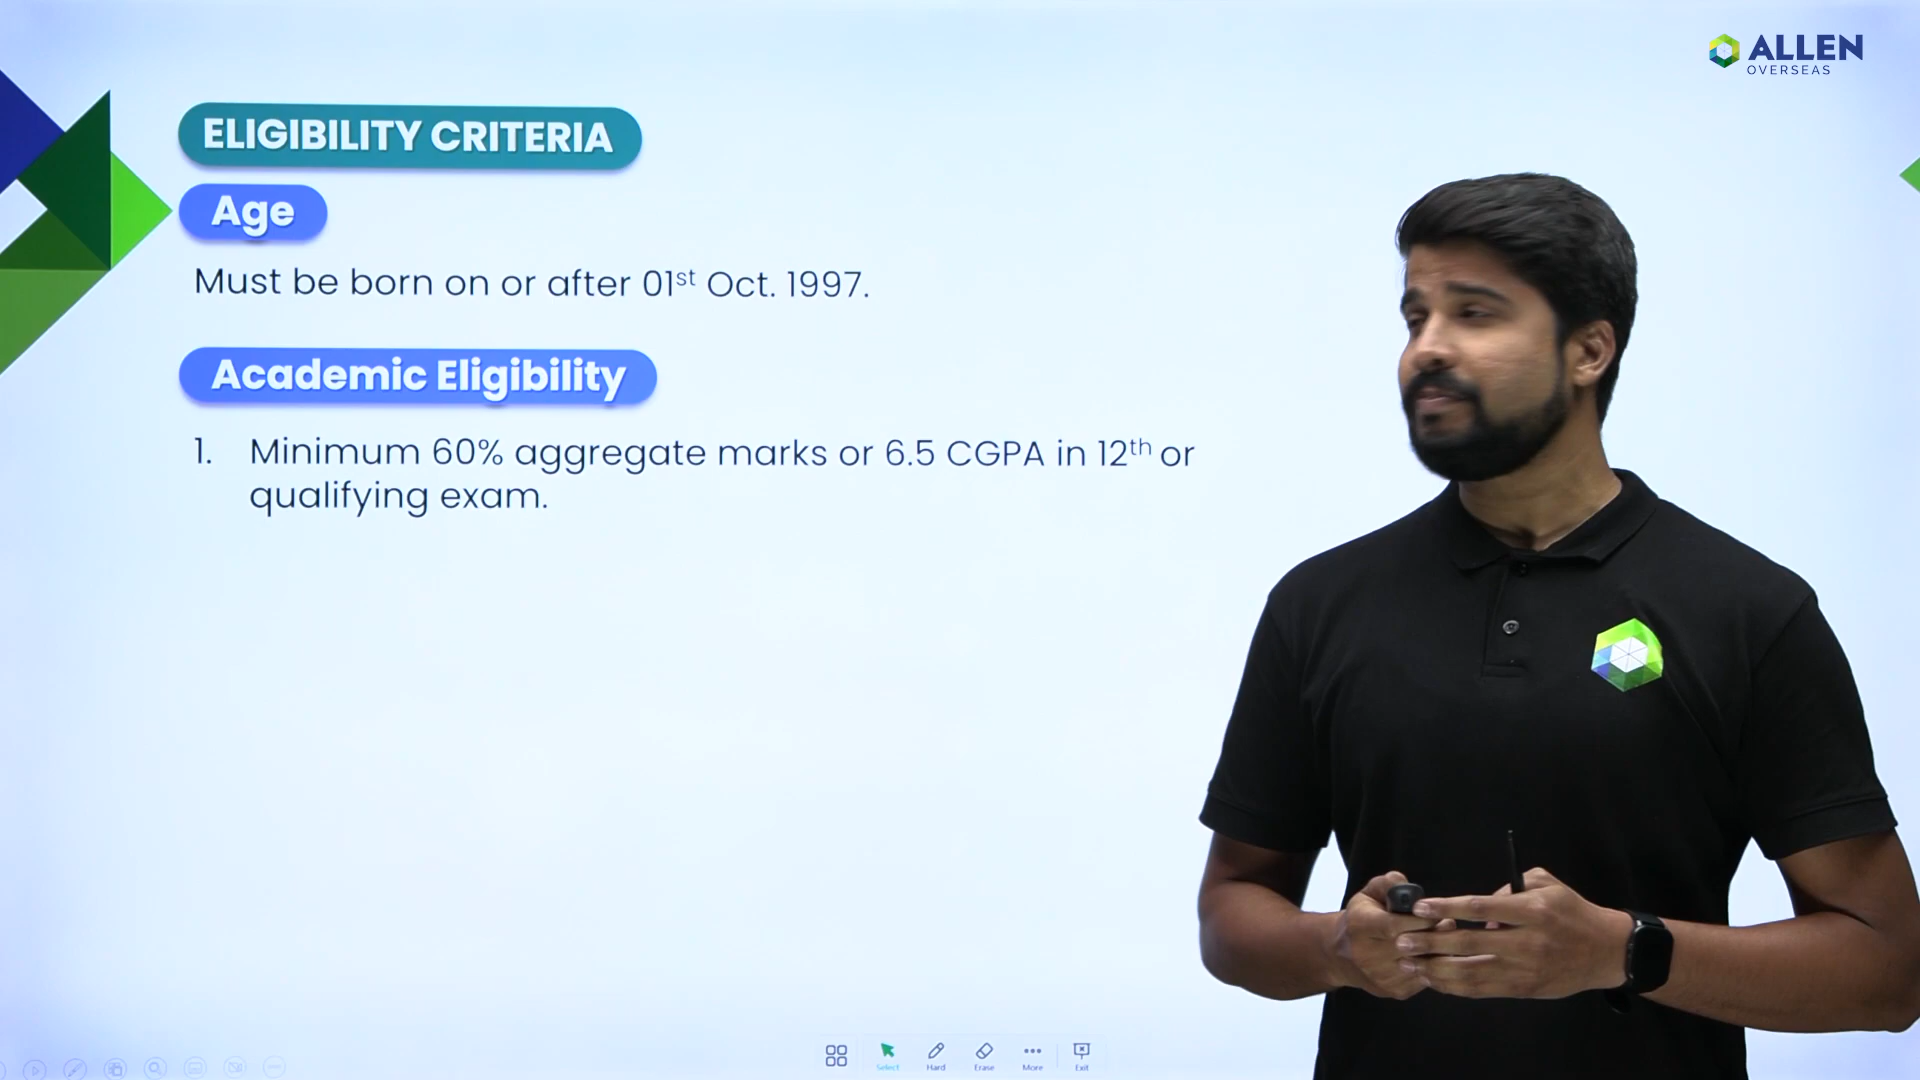 ALLEN
OVERSEAS
ELIGIBILITY CRITERIA
Age
Must be born on or after 01st Oct. 1997.
Academic Eligibility
1. Minimum 60% aggregate marks or 6.5 CGPA in 12th or
qualifying exam.
Select Hard Erase More Exit